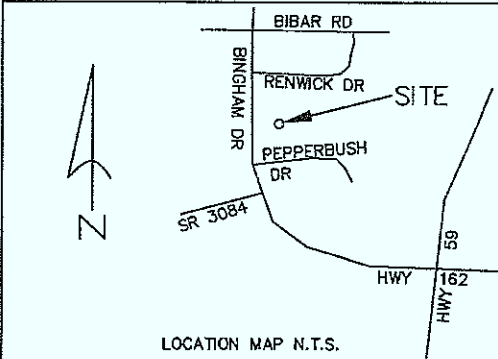 BIBAR RD
BINGHAM DR
RENWICK DR
SITE
PEPPERBUSH
DR
SR 3084
N
59
HWY 162
HWY
LOCATION MAP N.T.S.